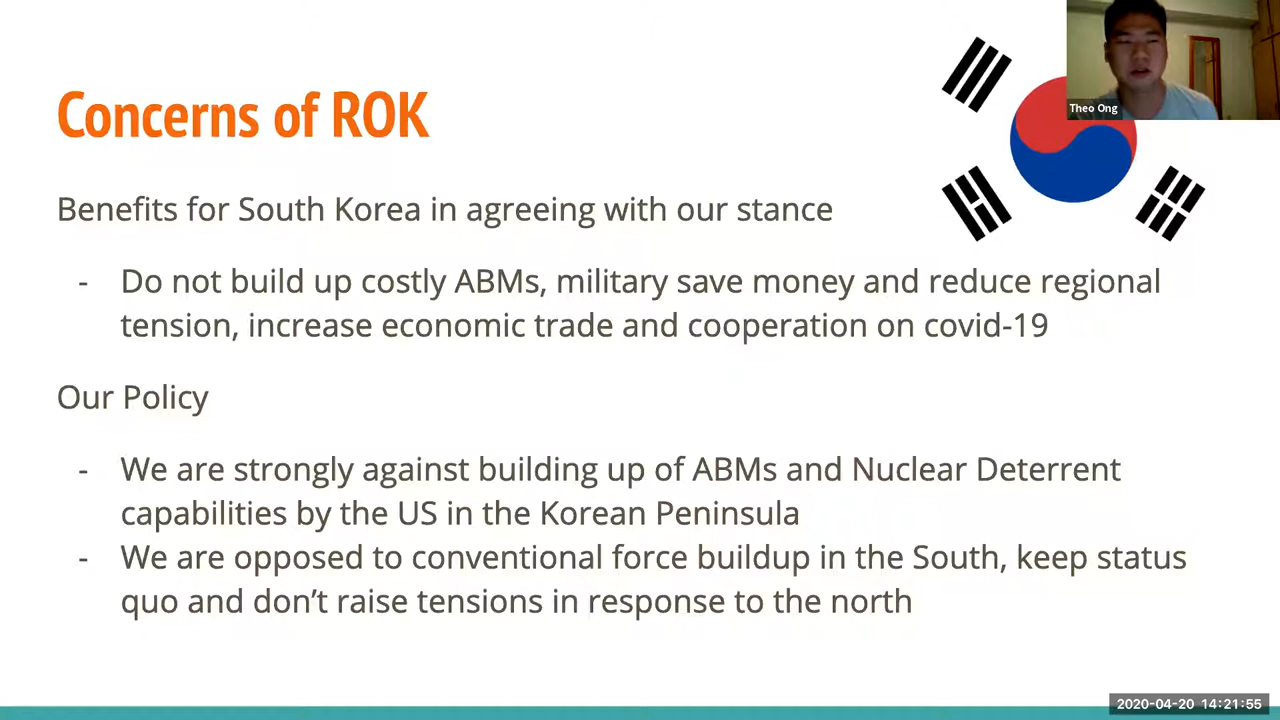 Concerns of ROK
Theo Ong
Benefits for South Korea in agreeing with our stance
- Do not build up costly ABMs, military save money and reduce regional
tension, increase economic trade and cooperation on covid-19
Our Policy
- We are strongly against building up of ABMs and Nuclear Deterrent
capabilities by the US in the Korean Peninsula
- We are opposed to conventional force buildup in the South, keep status
quo and don’t raise tensions in response to the north
2020-04-20 14:21:55